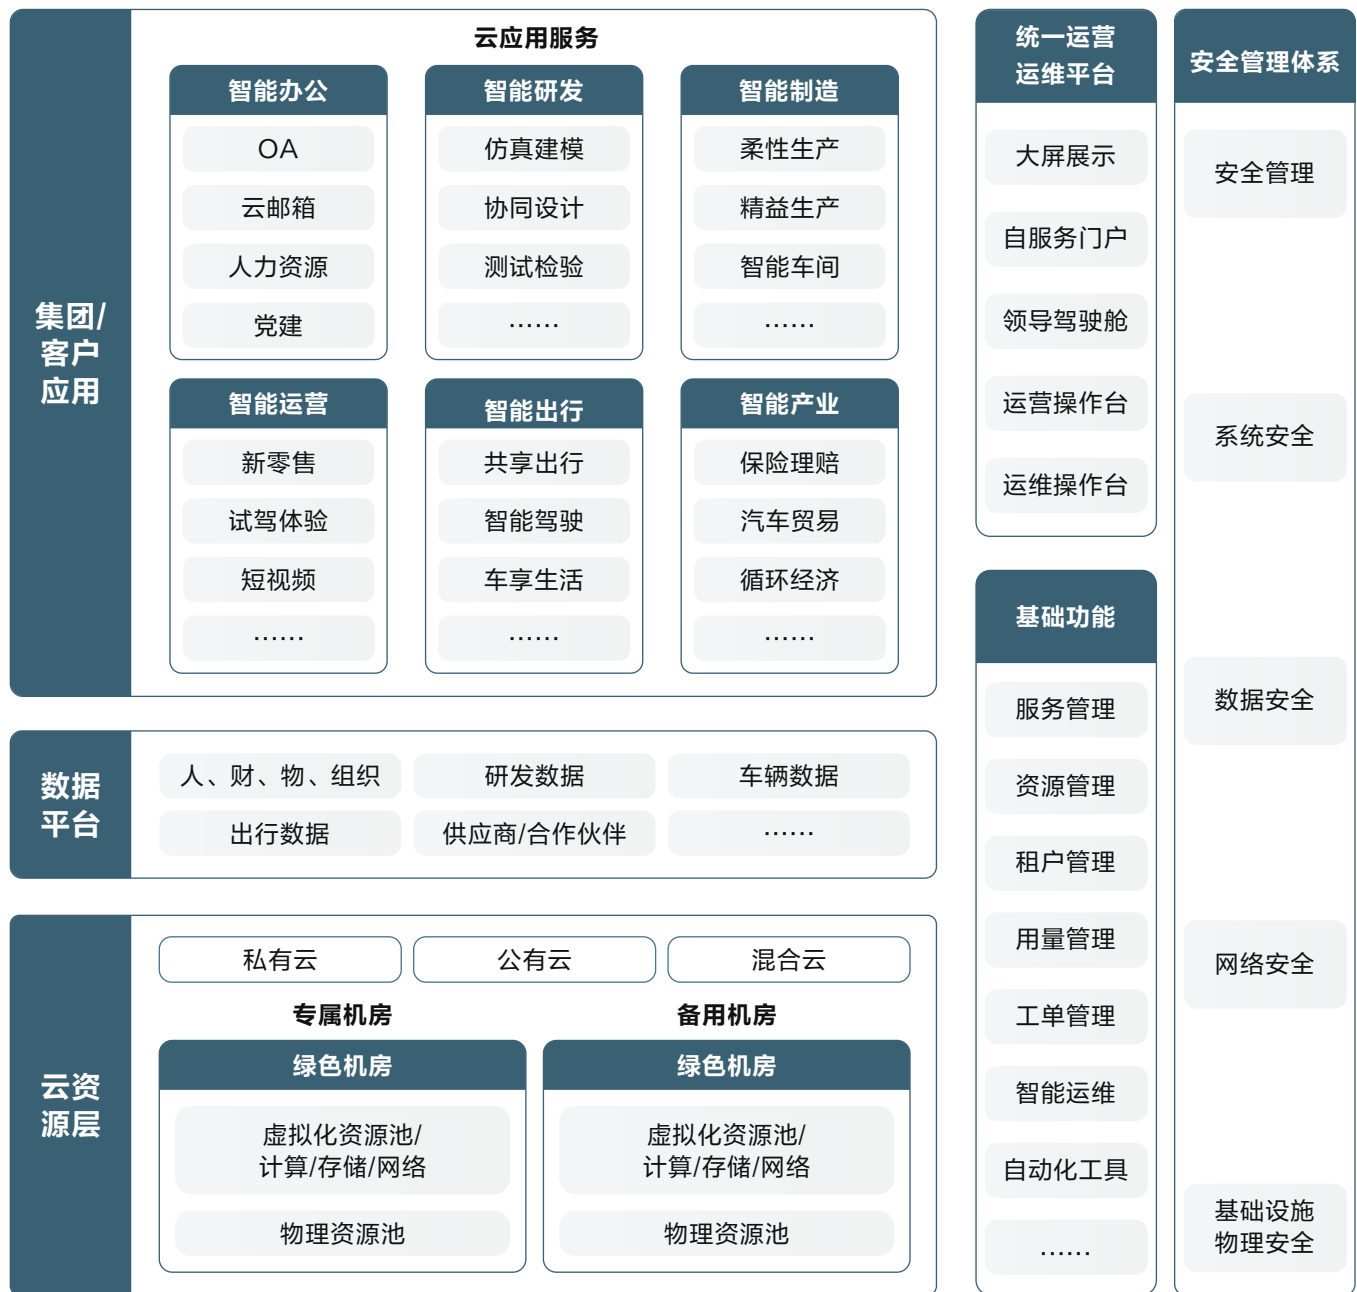 集团/
客户
应用
云应用服务
智能办公
OA
云邮箱
人力资源
党建
智能研发
仿真建模
协同设计
测试检验
……
智能制造
柔性生产
精益生产
智能车间
……
智能运营
新零售
试驾体验
短视频
……
智能出行
共享出行
智能驾驶
车享生活
……
智能产业
保险理赔
汽车贸易
循环经济
……
数据
平台
人、财、物、组织
研发数据
车辆数据
出行数据
供应商/合作伙伴
……
云资
源层
私有云
公有云
混合云
专属机房
绿色机房
虚拟化资源池/
计算/存储/网络
物理资源池
备用机房
绿色机房
虚拟化资源池/
计算/存储/网络
物理资源池
统一运营
运维平台
大屏展示
自服务门户
领导驾驶舱
运营操作台
运维操作台
基础功能
服务管理
资源管理
租户管理
用量管理
工单管理
智能运维
自动化工具
……
安全管理体系
安全管理
系统安全
数据安全
网络安全
基础设施
物理安全